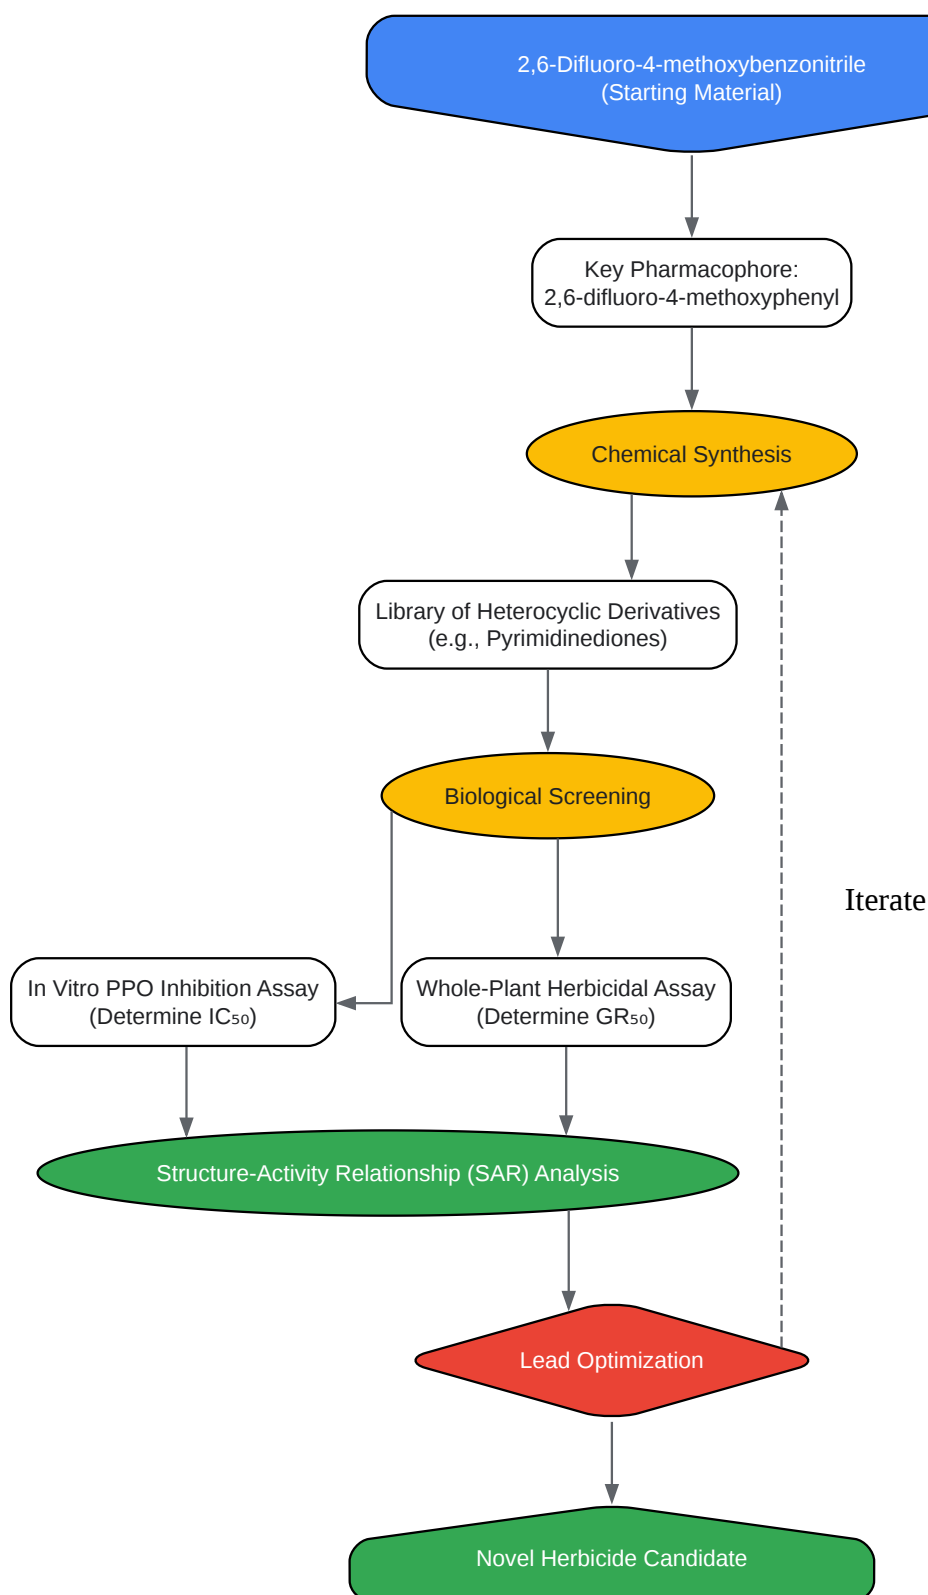 2,6-Difluoro-4-methoxybenzonitrile
(Starting Material)
Key Pharmacophore:
2,6-difluoro-4-methoxyphenyl
Chemical Synthesis
Library of Heterocyclic Derivatives
(e.g., Pyrimidinediones)
Biological Screening
Iterate
In Vitro PPO Inhibition Assay
(Determine IC₅₀)
Whole-Plant Herbicidal Assay
(Determine GR₅₀)
Structure-Activity Relationship (SAR) Analysis
Lead Optimization
Novel Herbicide Candidate